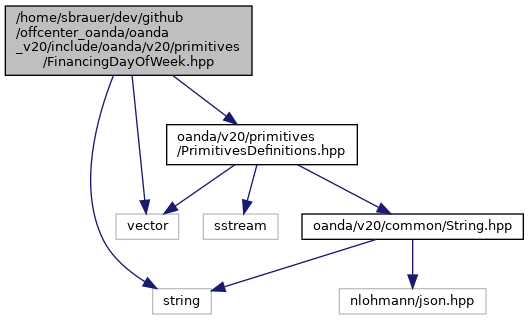 /home/sbrauer/dev/github
/offcenter_oanda/oanda
_v20/include/oanda/v20/primitives
/FinancingDayOfWeek.hpp
oanda/v20/primitives
/PrimitivesDefinitions.hpp
vector
sstream
oanda/v20/common/String.hpp
string
nlohmann/json.hpp